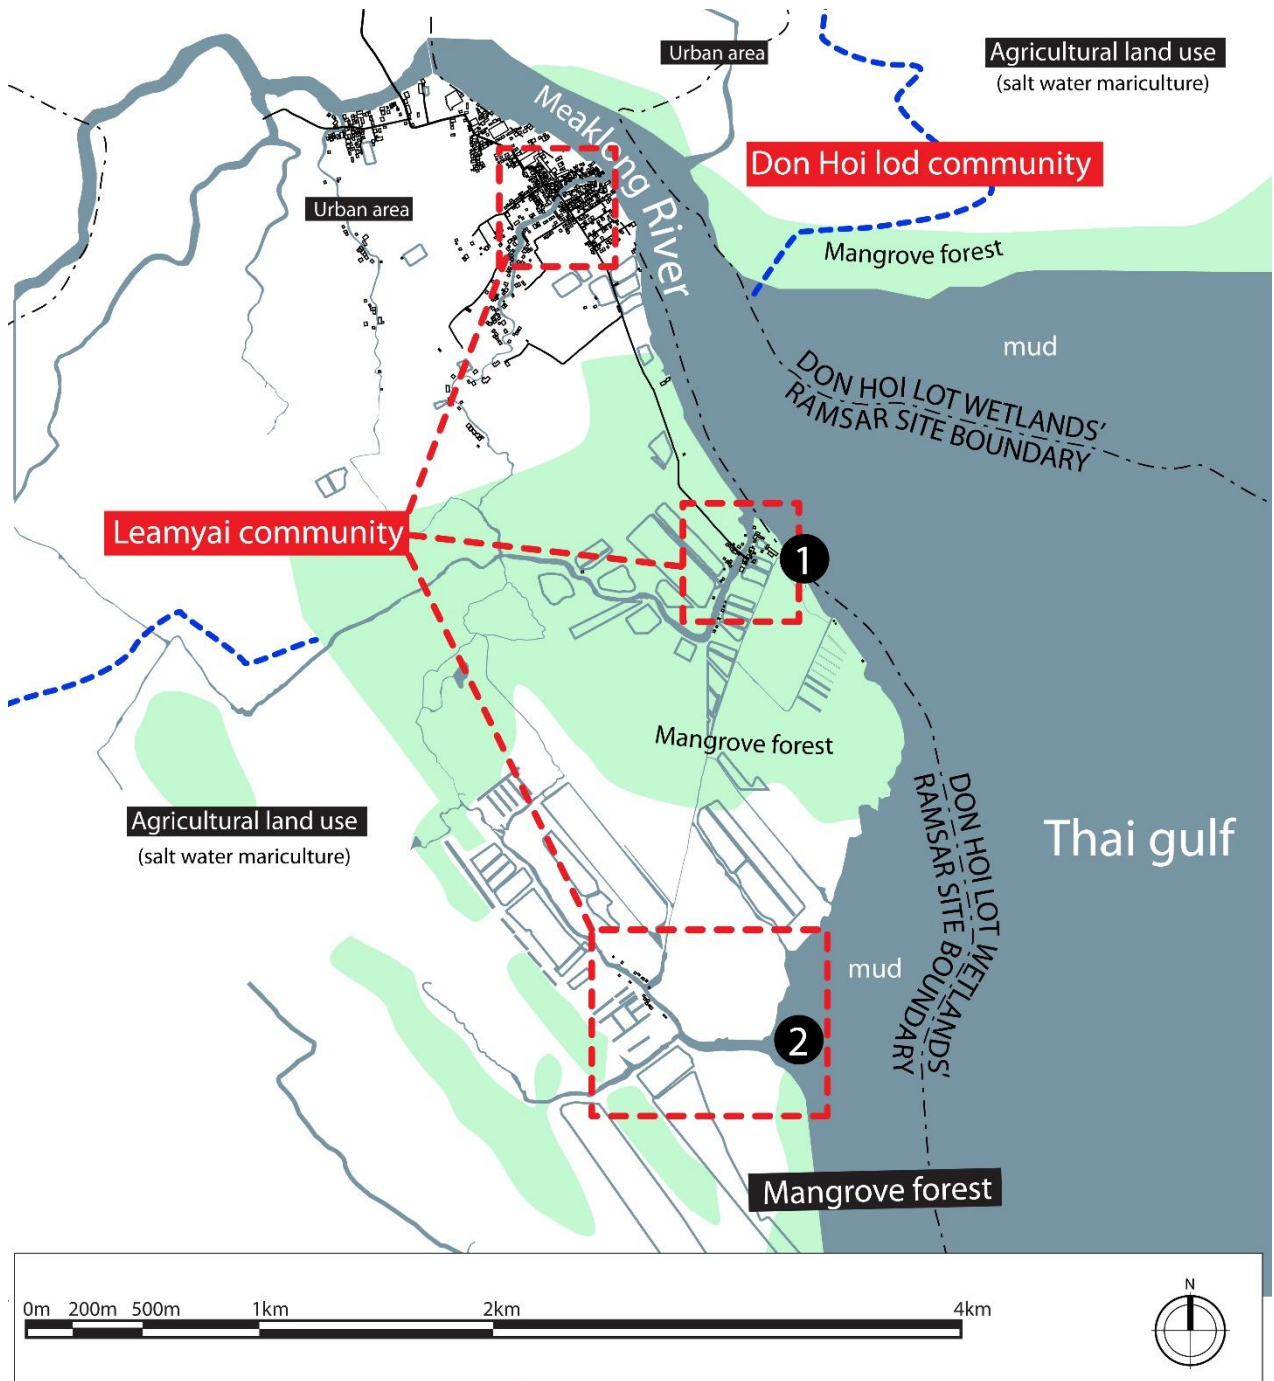 Urban area
Agricultural land use
(salt water mariculture)
Meaklong River
Don Hoi lod community
Urban area
Mangrove forest
mud
DON HOI LOT WETLANDS'
RAMSAR SITE BOUNDARY
Leamyai community
1
Mangrove forest
Agricultural land use
(salt water mariculture)
Thai gulf
DON HOI LOT WETLANDS'
RAMSAR SITE BOUNDARY
mud
2
Mangrove forest
0m 200m 500m 1km 2km 4km
N